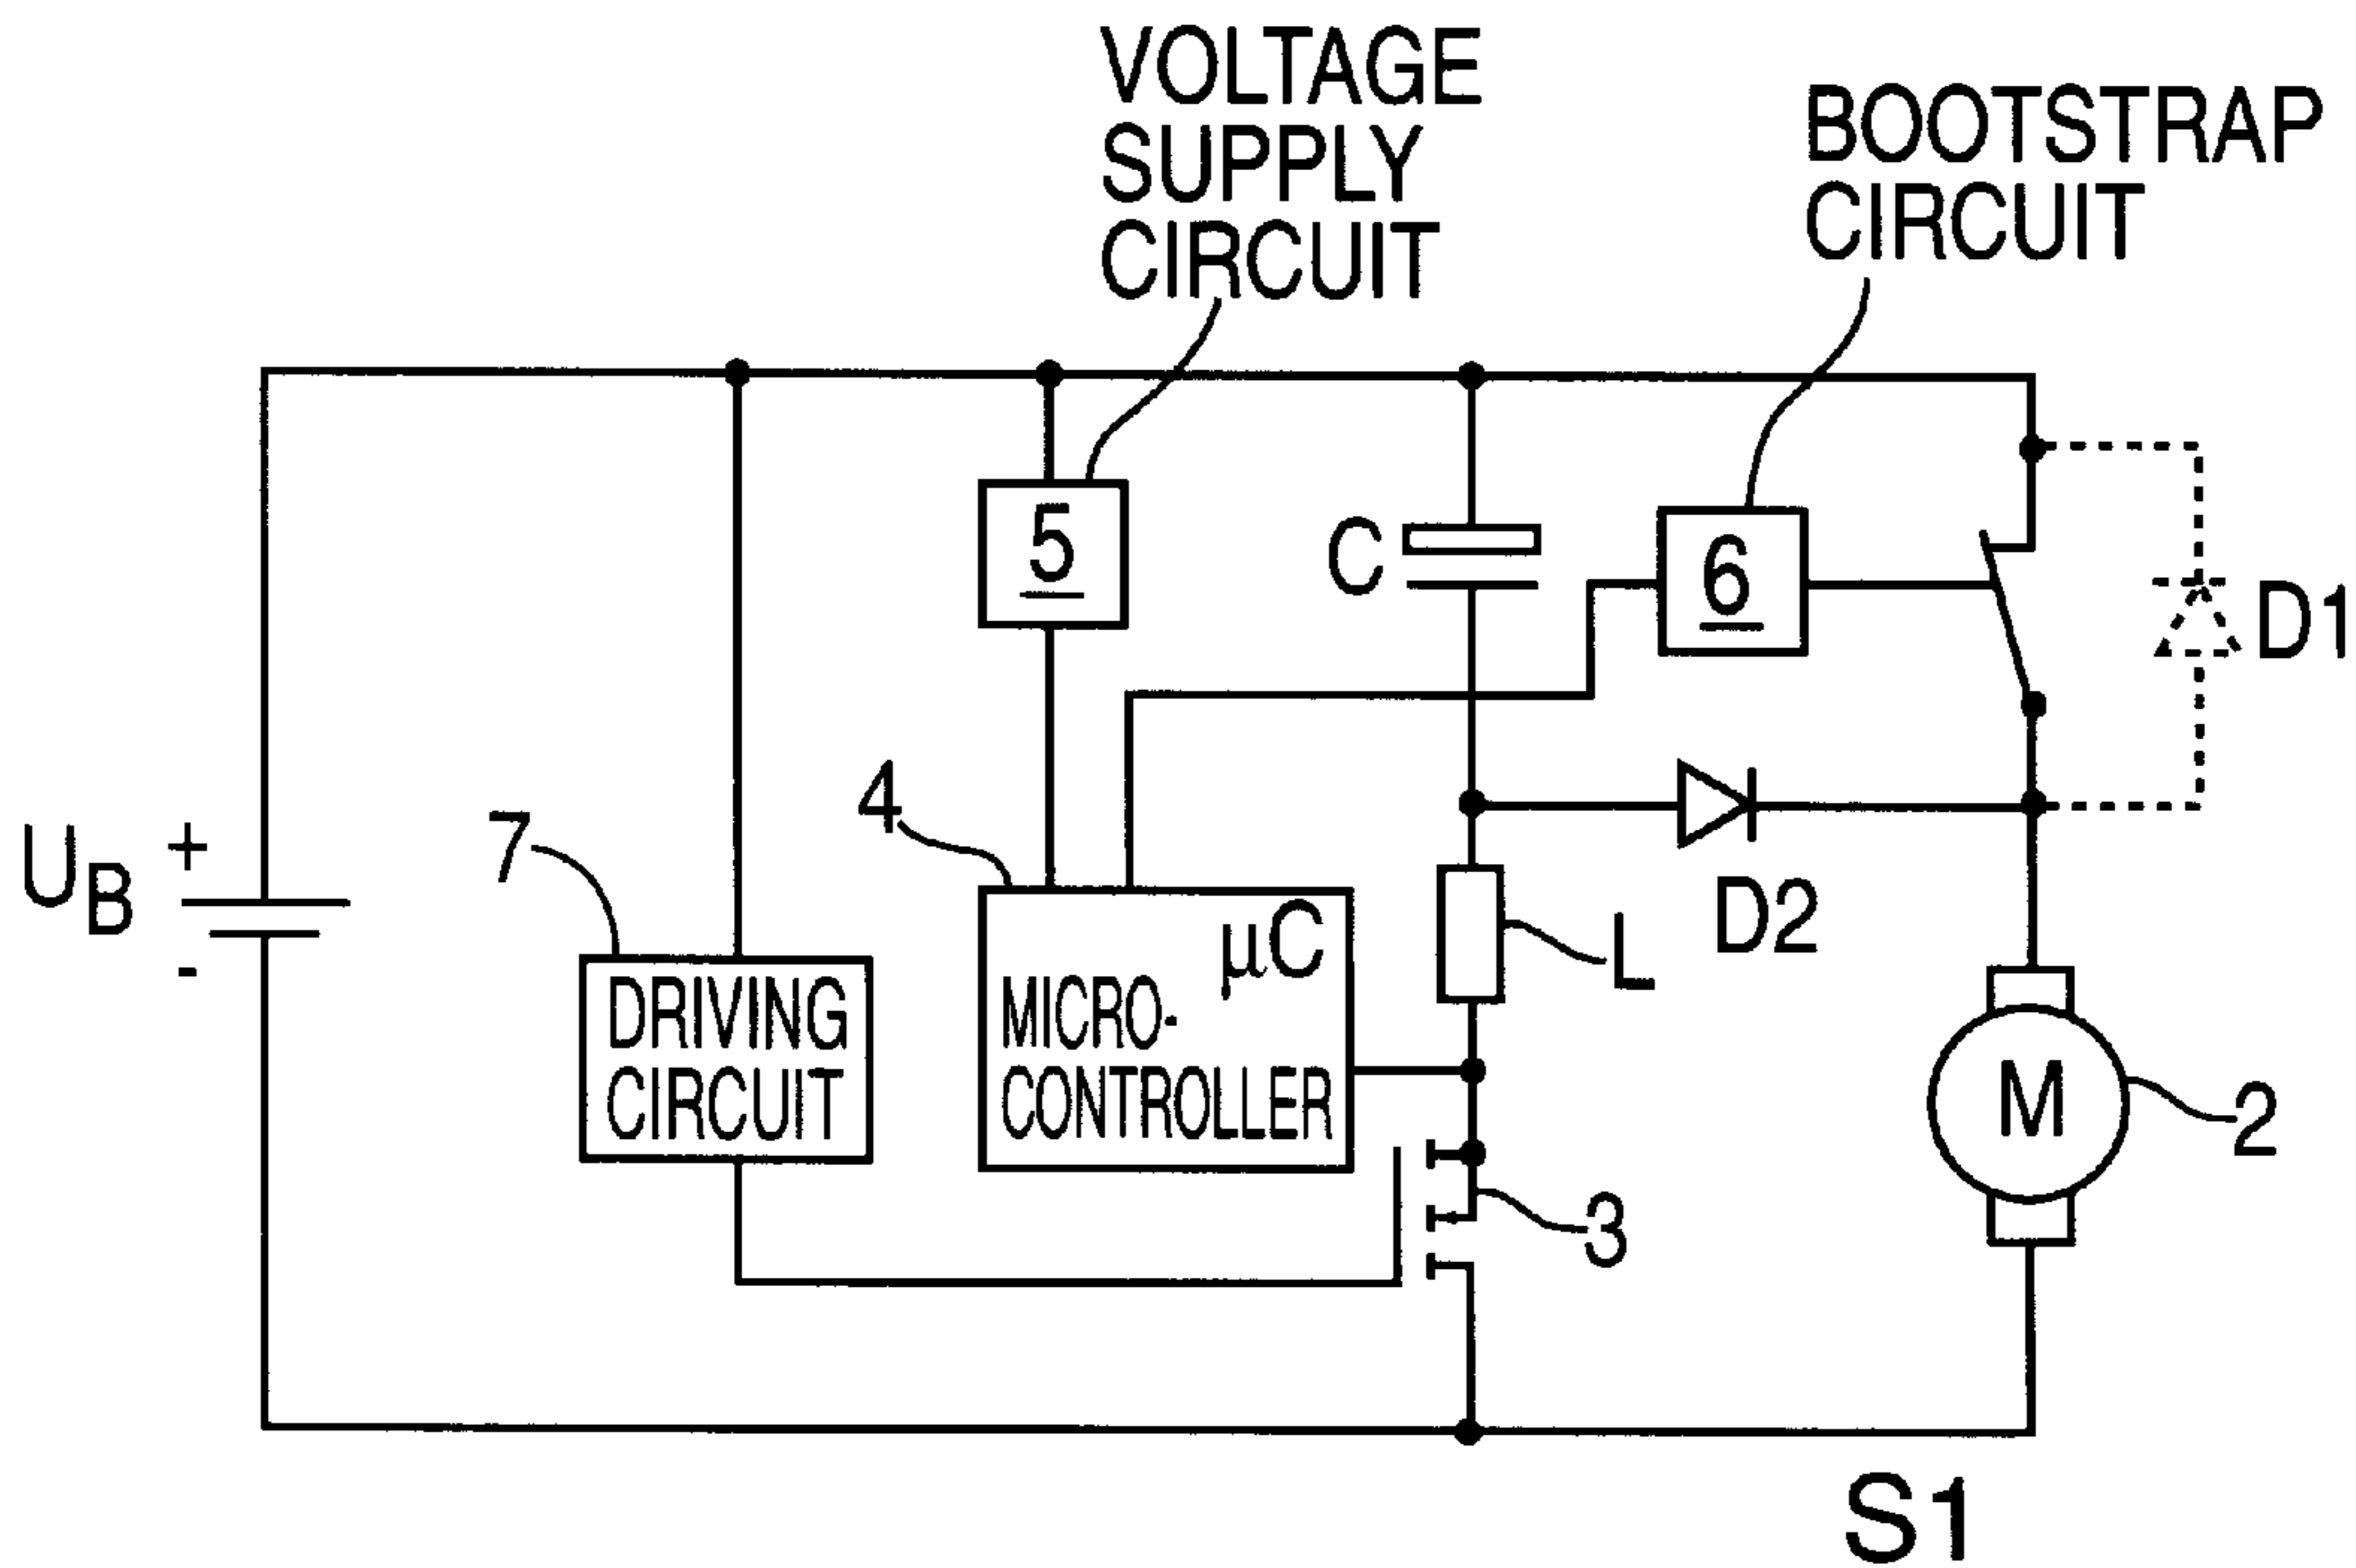 VOLTAGE
SUPPLY
CIRCUIT
BOOTSTRAP
CIRCUIT
5
C
6
D1
4
7
U B
+
-
D2
L
µC
MICRO-
CONTROLLER
DRIVING
CIRCUIT
M
2
3
S1